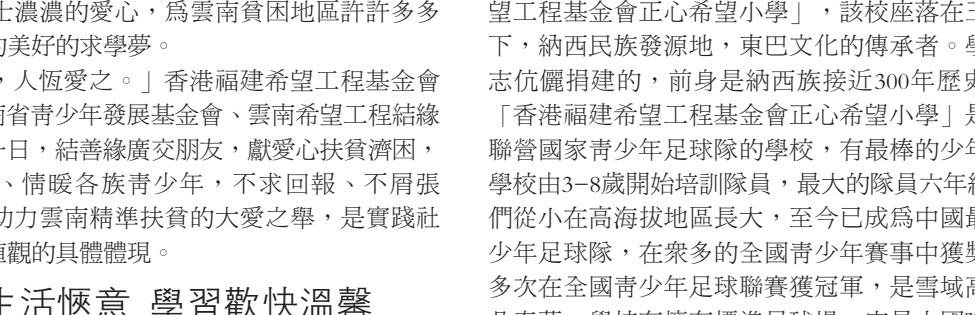 士濃濃的愛心，爲雲南貧困地區許許多多
的美好的求學夢。
，人恆愛之。」香港福建希望工程基金會
南省靑少年發展基金會、雲南希望工程結緣
一日，結善緣廣交朋友，獻愛心扶貧濟困，
、情暖各族靑少年，不求回報、不屑張
助力雲南精準扶貧的大愛之舉，是實踐社
値觀的具體體現。
生活愜意 學習歡快溫馨
望工程基金會正心希望小學」，該校座落在
下，納西民族發源地，東巴文化的傳承者。
志伉儷捐建的，前身是納西族接近300年歷史
「香港福建希望工程基金會正心希望小學」是
聯營國家靑少年足球隊的學校，有最棒的少年
學校由3–8歲開始培訓隊員，最大的隊員六年
們從小在高海拔地區長大，至今已成爲中國最
少年足球隊，在衆多的全國靑少年賽事中獲獎
多次在全國靑少年足球聯賽獲冠軍，是雪域高